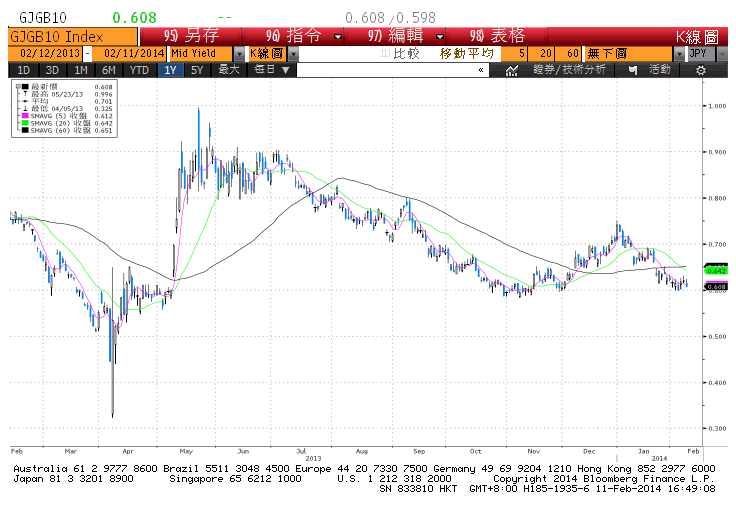 GJGB10 0.608 -- 0.608 /0.598
GJGB10 Index 95) 另存 96) 指令 97) 編輯 98) 表格 K線圖
02/12/2013 - 02/11/2014 Mid Yield K線圖 比較 移動平均 5 20 60 無下圖 JPY
1D 3D 1M 6M YTD 1Y 5Y 最大 每日 ▼ « 證券/技術分析 活動
最新價 0.608
最高 05/23/13 0.996
平均 0.701
最低 04/05/13 0.325
SMAVG (5) 收盤 0.612
SMAVG (20) 收盤 0.642
SMAVG (60) 收盤 0.651
1.000
0.900
0.800
0.700
0.642
0.608
0.500
0.400
0.300
Feb Mar Apr May Jun Jul Aug Sep Oct Nov Dec Jan Feb
2013 2014
Australia 61 2 9777 8600 Brazil 5511 3048 4500 Europe 44 20 7330 7500 Germany 49 69 9204 1210 Hong Kong 852 2977 6000
Japan 81 3 3201 8900 Singapore 65 6212 1000 U.S. 1 212 318 2000 Copyright 2014 Bloomberg Finance L.P.
SN 833810 HKT GMT+8:00 H185-1935-6 11-Feb-2014 16:49:08